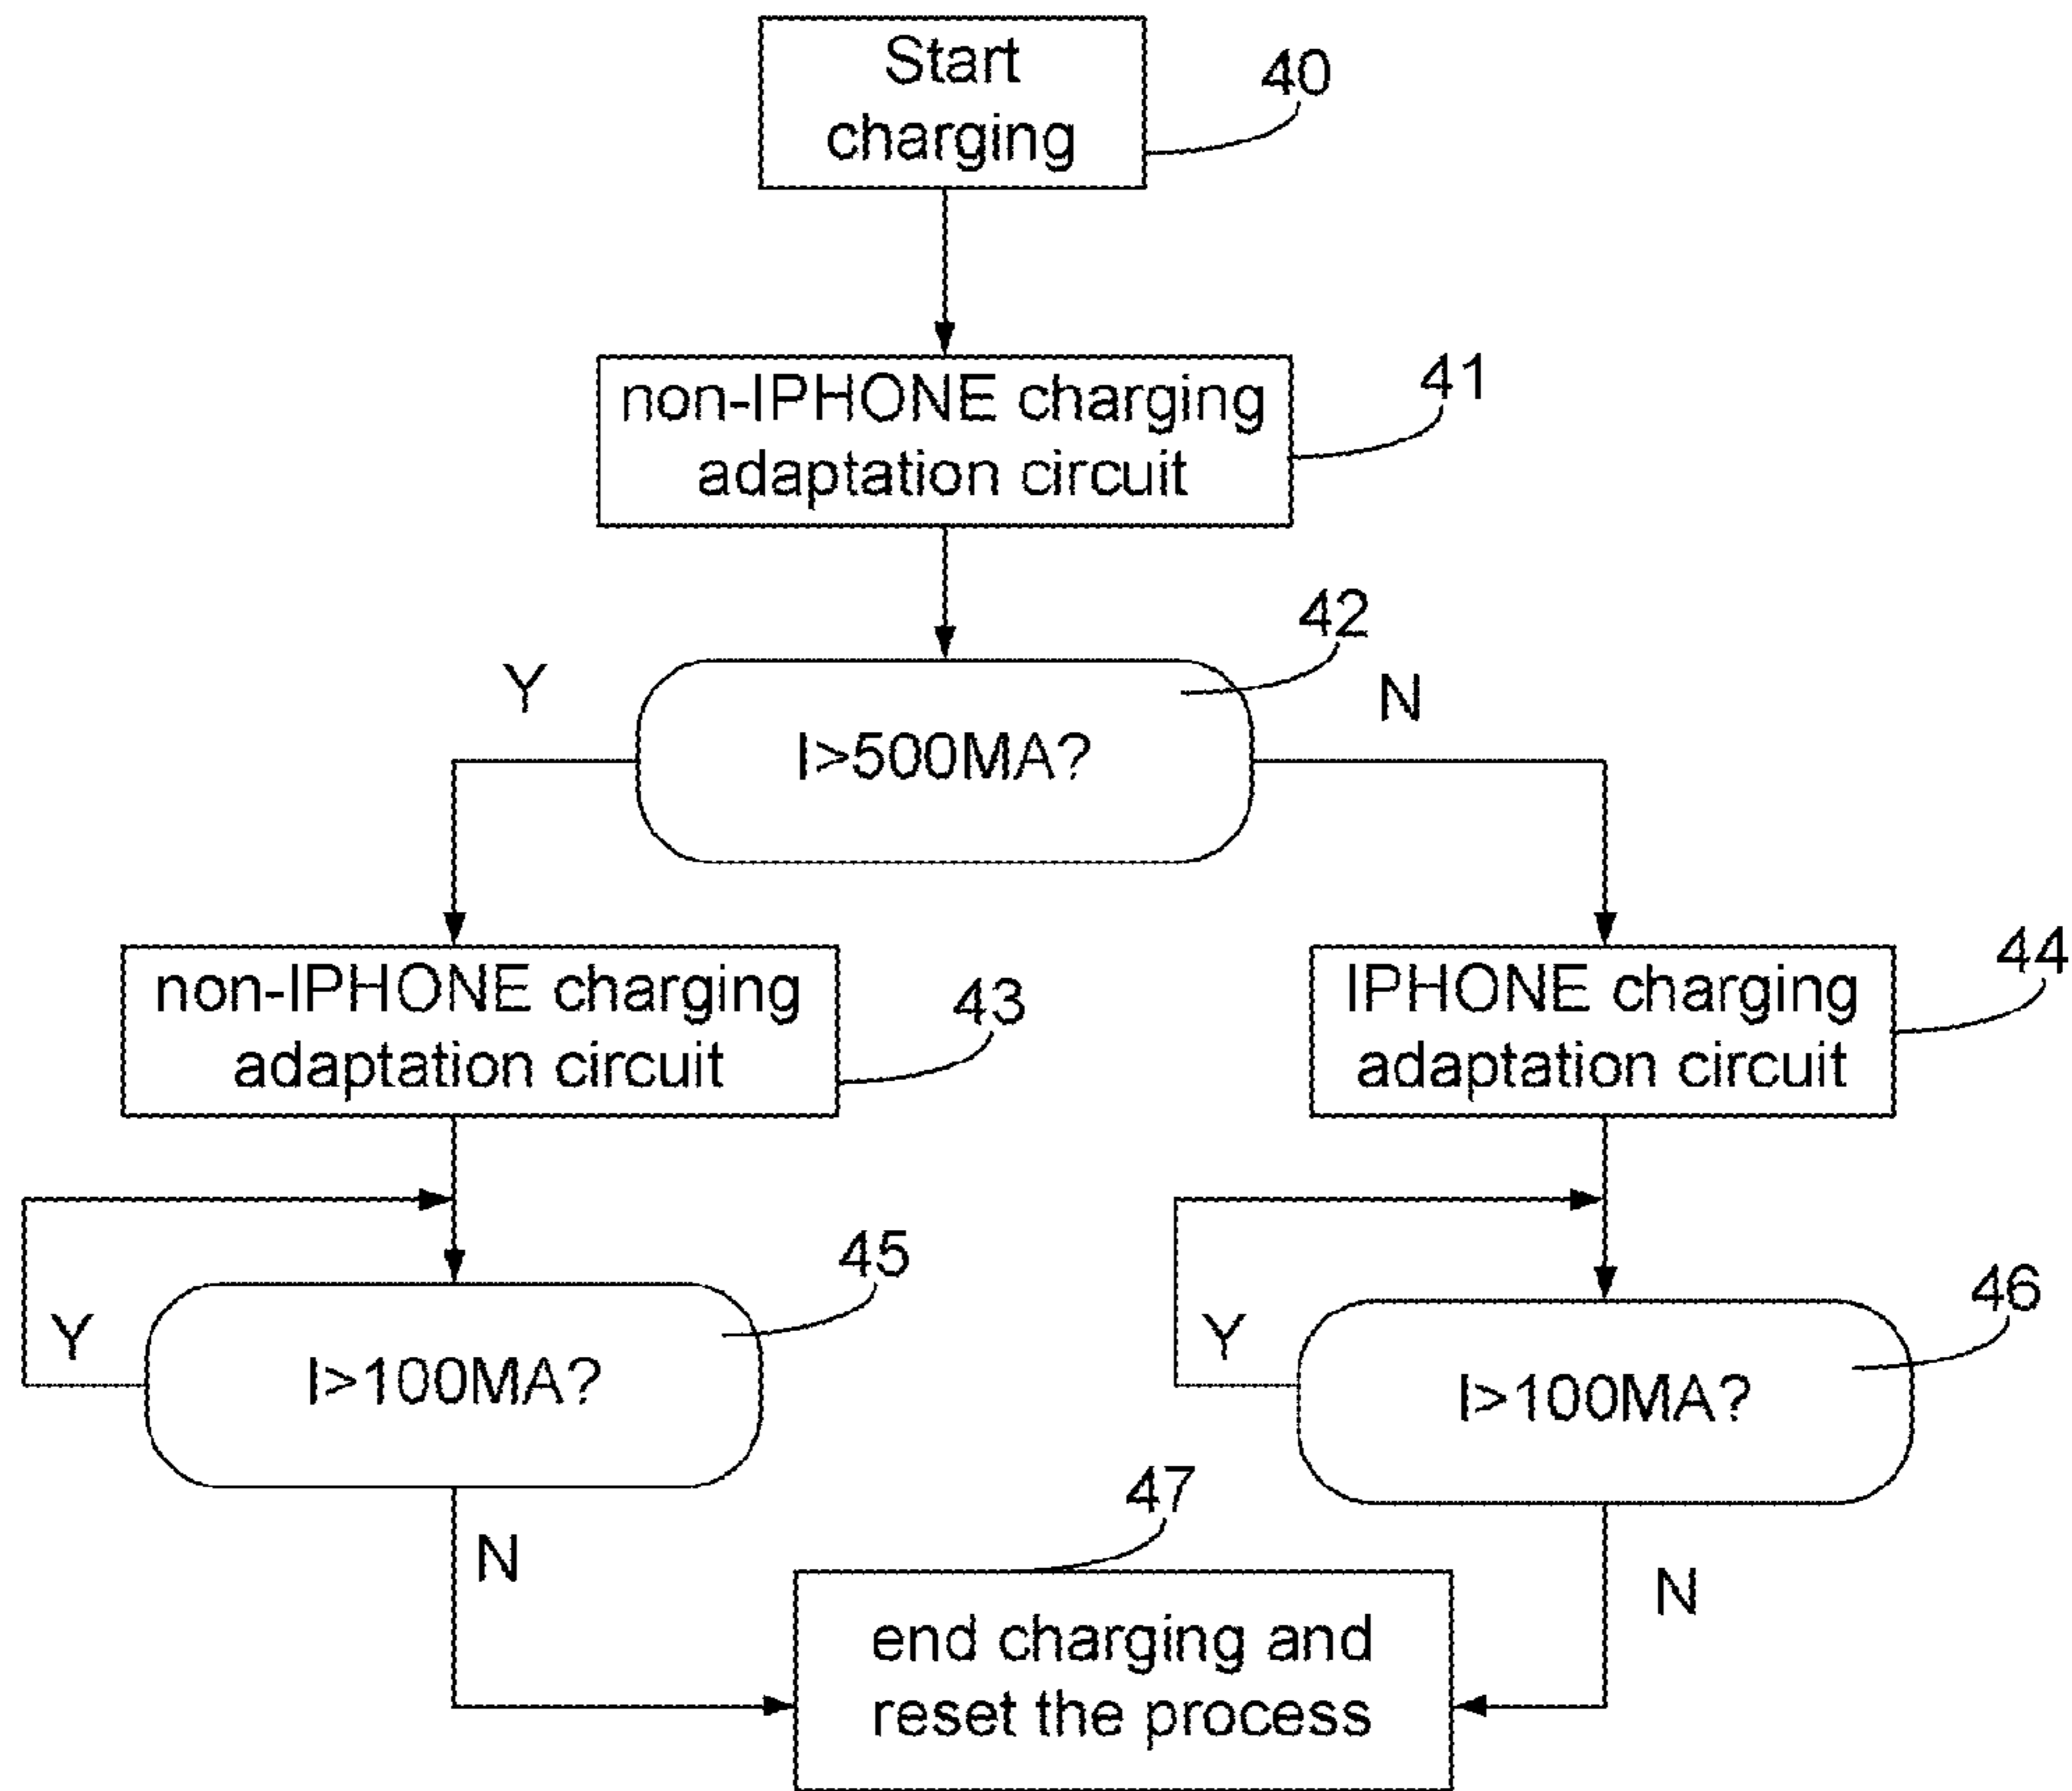 Start
charging
40
non-IPHONE charging
adaptation circuit
41
42
Y
N
I>500MA?
non-IPHONE charging
adaptation circuit
43
IPHONE charging
adaptation circuit
44
45
Y
I>100MA?
46
Y
I>100MA?
47
N
N
end charging and
reset the process